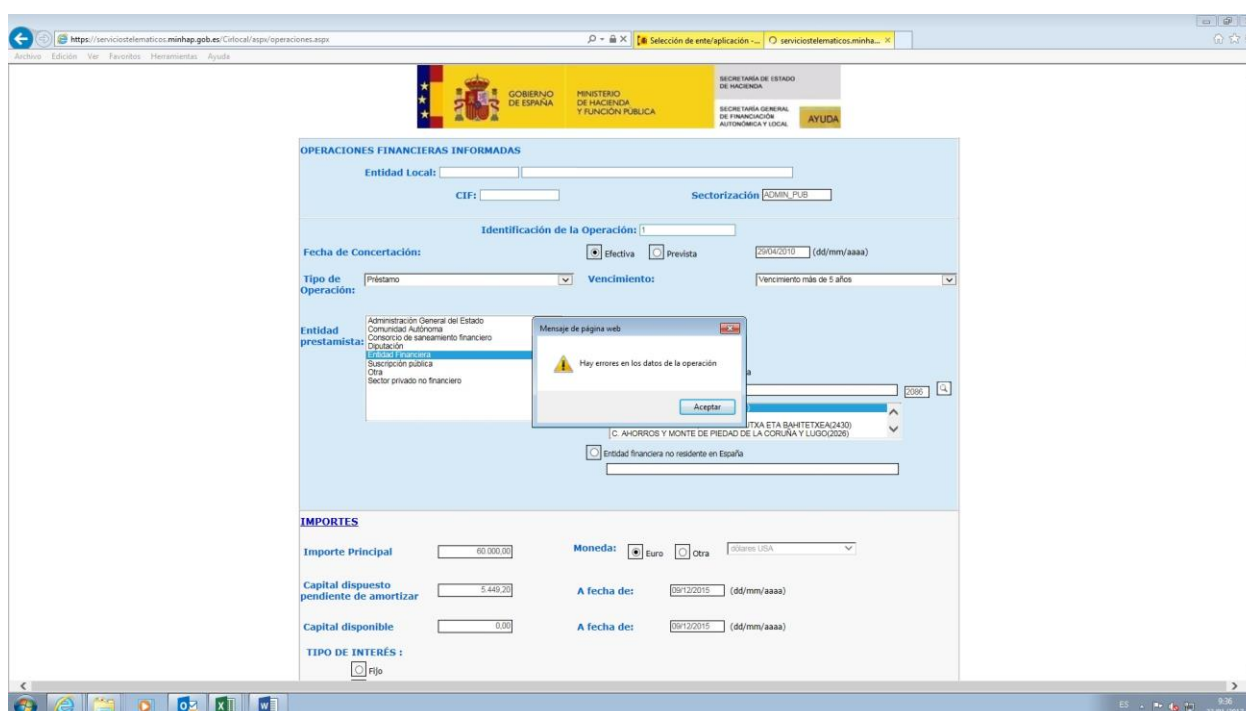 https://serviciostelematicos.minhap.gob.es/Cirlocal/aspx/operaciones.aspx
Selección de ente/aplicación -...
serviciostelematicos.minha...
Archivo Edición Ver Favoritos Herramientas Ayuda
GOBIERNO DE ESPAÑA
MINISTERIO DE HACIENDA Y FUNCIÓN PÚBLICA
SECRETARÍA DE ESTADO DE HACIENDA
SECRETARÍA GENERAL DE FINANCIACIÓN AUTONÓMICA Y LOCAL
AYUDA
OPERACIONES FINANCIERAS INFORMADAS
Entidad Local:
CIF: Sectorización ADMIN_PUB
Identificación de la Operación: 1
Fecha de Concertación: Efectiva Prevista 29/04/2010 (dd/mm/aaaa)
Tipo de Operación: Préstamo Vencimiento: Vencimiento más de 5 años
Entidad prestamista:
Administración General del Estado
Comunidad Autónoma
Consorcio de saneamiento financiero
Diputación
Entidad Financiera
Suscripción pública
Otra
Sector privado no financiero
Mensaje de página web
Hay errores en los datos de la operación
Aceptar
2086
ITXA ETA BAHITETXEA(2430)
C. AHORROS Y MONTE DE PIEDAD DE LA CORUÑA Y LUGO(2026)
Entidad financiera no residente en España
IMPORTES
Importe Principal 60.000,00 Moneda: Euro Otra dólares USA
Capital dispuesto pendiente de amortizar 5.449,20 A fecha de: 09/12/2015 (dd/mm/aaaa)
Capital disponible 0,00 A fecha de: 09/12/2015 (dd/mm/aaaa)
TIPO DE INTERÉS :
Fijo
ES 9:36